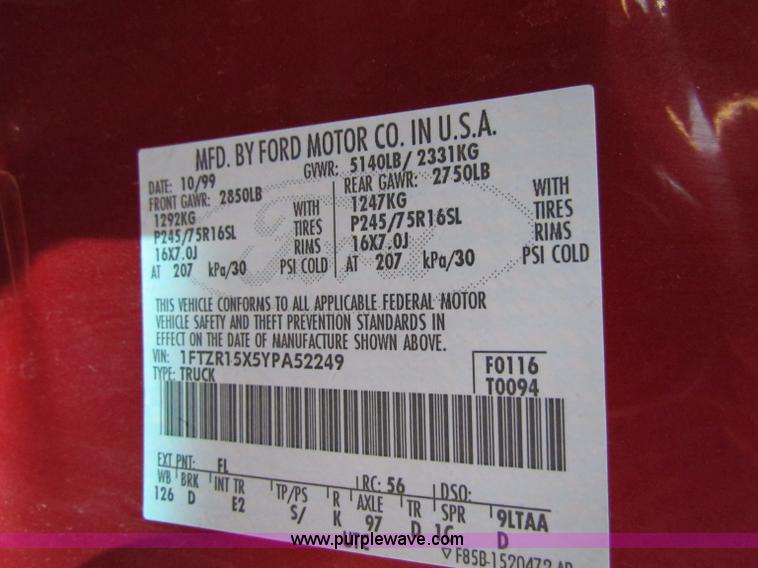 MFD. BY FORD MOTOR CO. IN U.S.A.
DATE: 10/99 GVWR: 5140LB/ 2331KG
FRONT GAWR: 2850LB REAR GAWR: 2750LB
1292KG WITH 1247KG WITH
P245/75R16SL TIRES P245/75R16SL TIRES
16X7.0J RIMS 16X7.0J RIMS
AT 207 kPa/30 PSI COLD AT 207 kPa/30 PSI COLD
THIS VEHICLE CONFORMS TO ALL APPLICABLE FEDERAL MOTOR
VEHICLE SAFETY AND THEFT PREVENTION STANDARDS IN
EFFECT ON THE DATE OF MANUFACTURE SHOWN ABOVE.
VIN: 1FTZR15X5YPA52249 F0116
TYPE: TRUCK T0094
EXT PNT: FL RC: 56 DSO:
WB BRK INT TR TP/PS R AXLE TR SPR 9LTAA
126 D E2 S/ K 97 D D
www.purplewave.com